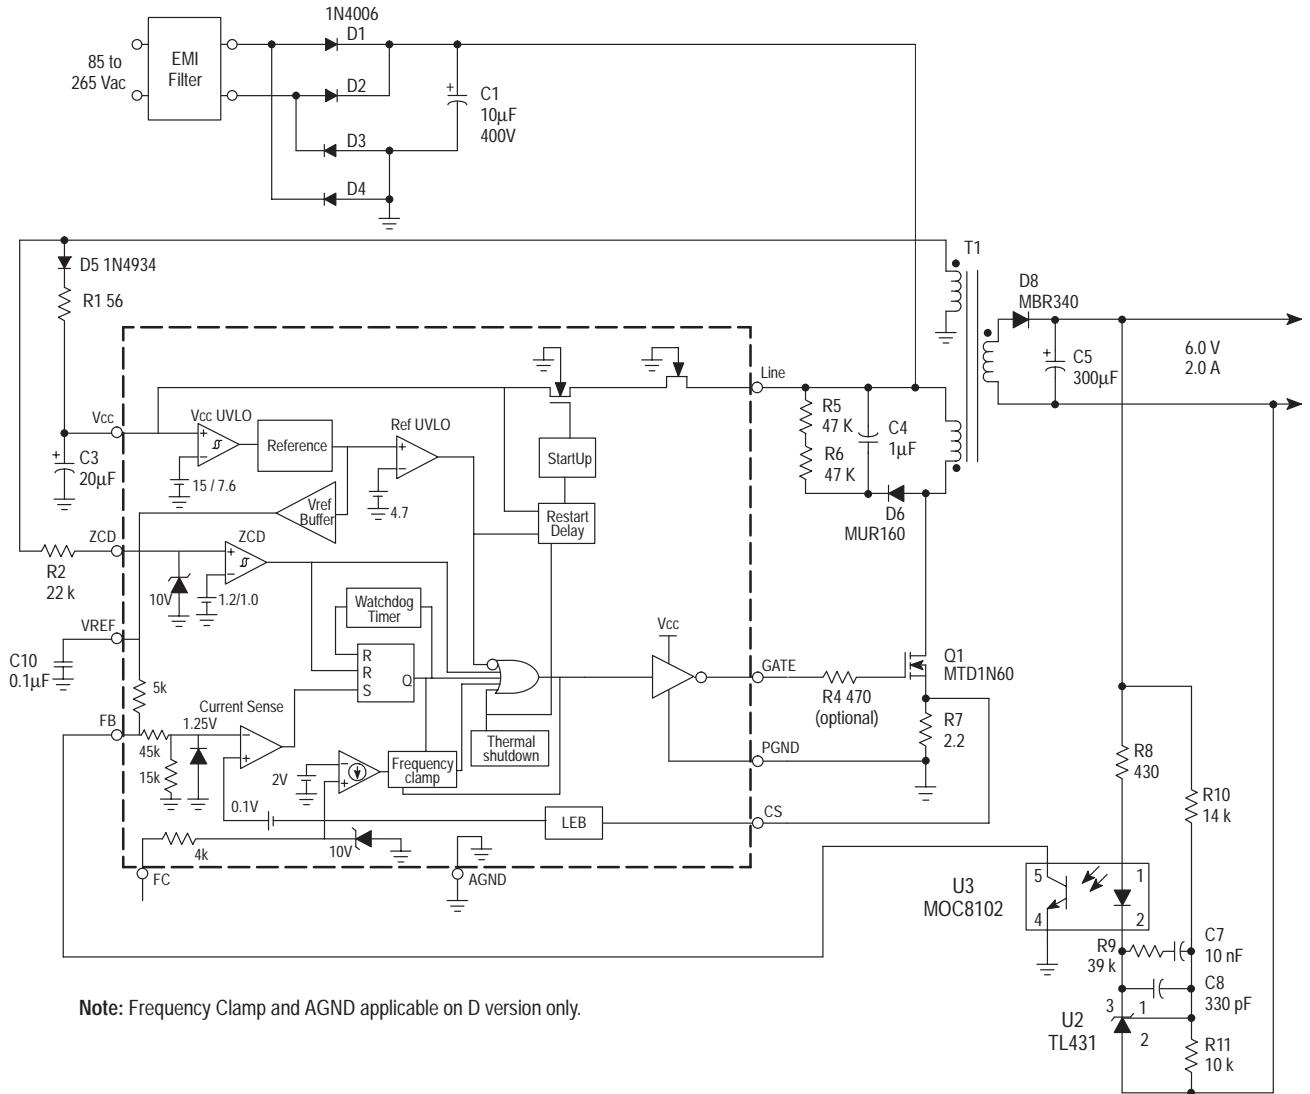 1N4006
D1
85 to
265 Vac
EMI
Filter
D2
+
C1
10µF
400V
D3
D4
T1
D5 1N4934
R1 56
D8
MBR340
+
C5
300µF
6.0 V
2.0 A
Line
Vcc
Vcc UVLO
+
−
Reference
Ref UVLO
+
−
StartUp
R5
47 K
R6
47 K
C4
1µF
+
C3
20µF
15 / 7.6
4.7
Vref
Buffer
Restart
Delay
D6
MUR160
ZCD
ZCD
+
−
R2
22 k
10V
1.2/1.0
Watchdog
Timer
VREF
C10
0.1µF
Vcc
R
R
S
Q
GATE
Q1
MTD1N60
5k
R4 470
(optional)
FB
Current Sense
1.25V
−
+
45k
15k
Thermal
shutdown
R7
2.2
PGND
2V
−
+
Frequency
clamp
R8
430
R10
14 k
0.1V
LEB
CS
4k
10V
FC
AGND
U3
MOC8102
5
4
1
2
R9
39 k
C7
10 nF
C8
330 pF
U2
TL431
3
1
2
R11
10 k
Note: Frequency Clamp and AGND applicable on D version only.